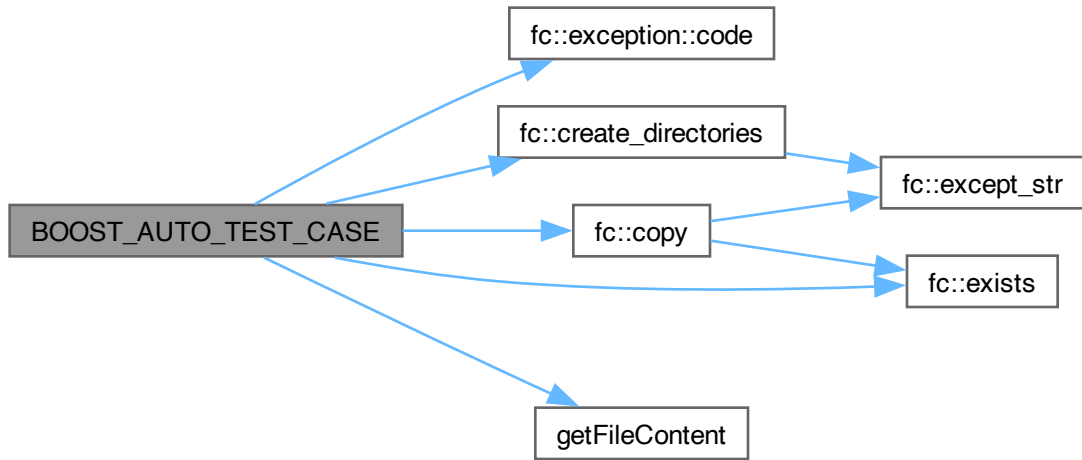 fc::exception::code
fc::create_directories
fc::except_str
BOOST_AUTO_TEST_CASE
fc::copy
fc::exists
getFileContent